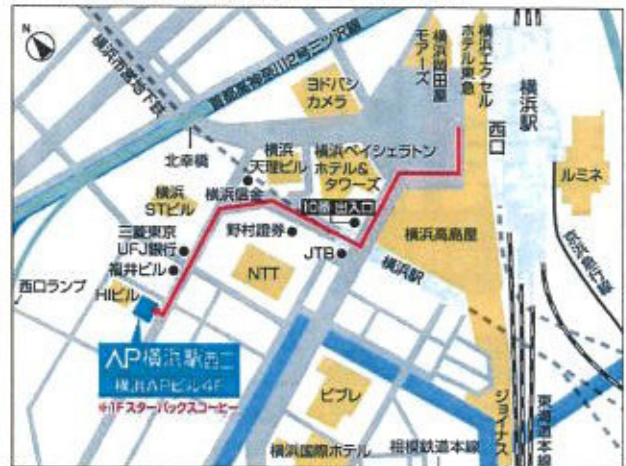 N
横浜市営地下鉄
首都高神奈川2号三ツ沢線
ヨドバシ
カメラ
横浜岡田屋
モアーズ
横浜エクセル
ホテル東急
西口
横浜駅
ルミネ
北幸橋
横浜
天理ビル
横浜ベイシェラトン
ホテル&
タワーズ
横浜
STビル
横浜信金
10番 出入口
三菱東京
UFJ銀行
野村證券
JTB
横浜高島屋
横浜駅
福井ビル
NTT
西口ランプ
HIビル
AP横浜駅西口
横浜APビル4F
※1Fスターバックスコーヒー
ビブレ
横浜国際ホテル
相模鉄道本線
ジョイナス
東海道本線